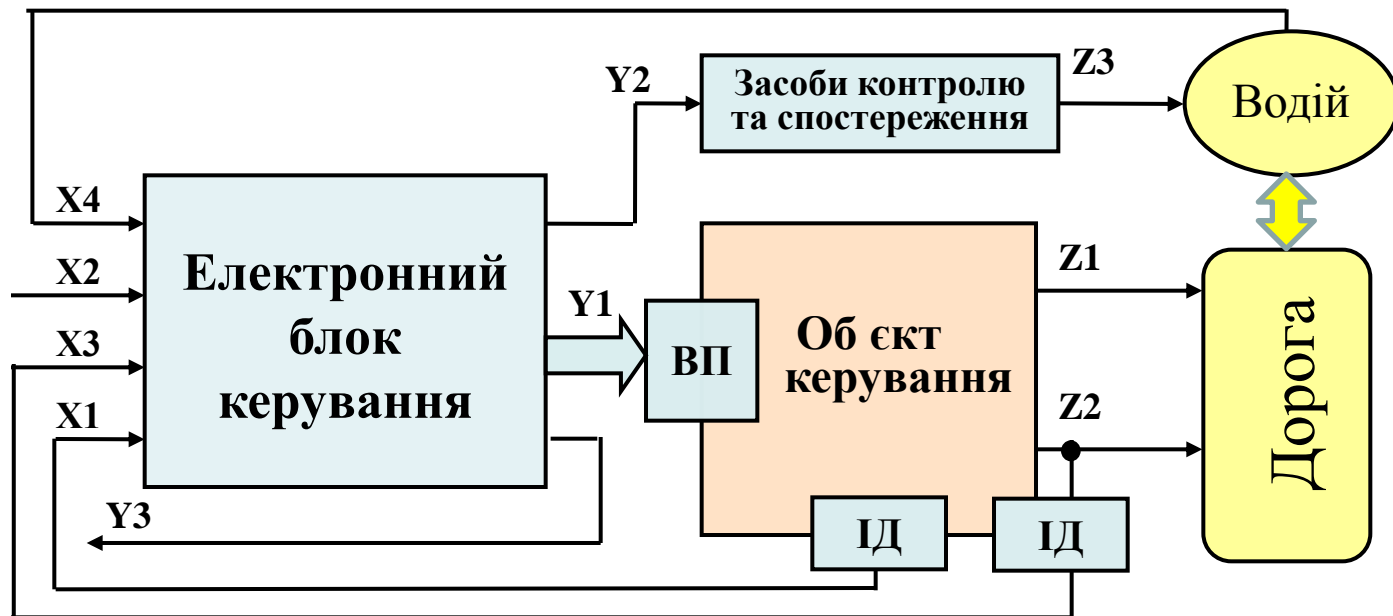 Y2
Засоби контролю
та спостереження
Z3
Водій
X4
X2
X3
X1
Електронний
блок
керування
Y1
ВП
Об єкт
керування
Z1
Z2
Дорога
Y3
ІД
ІД